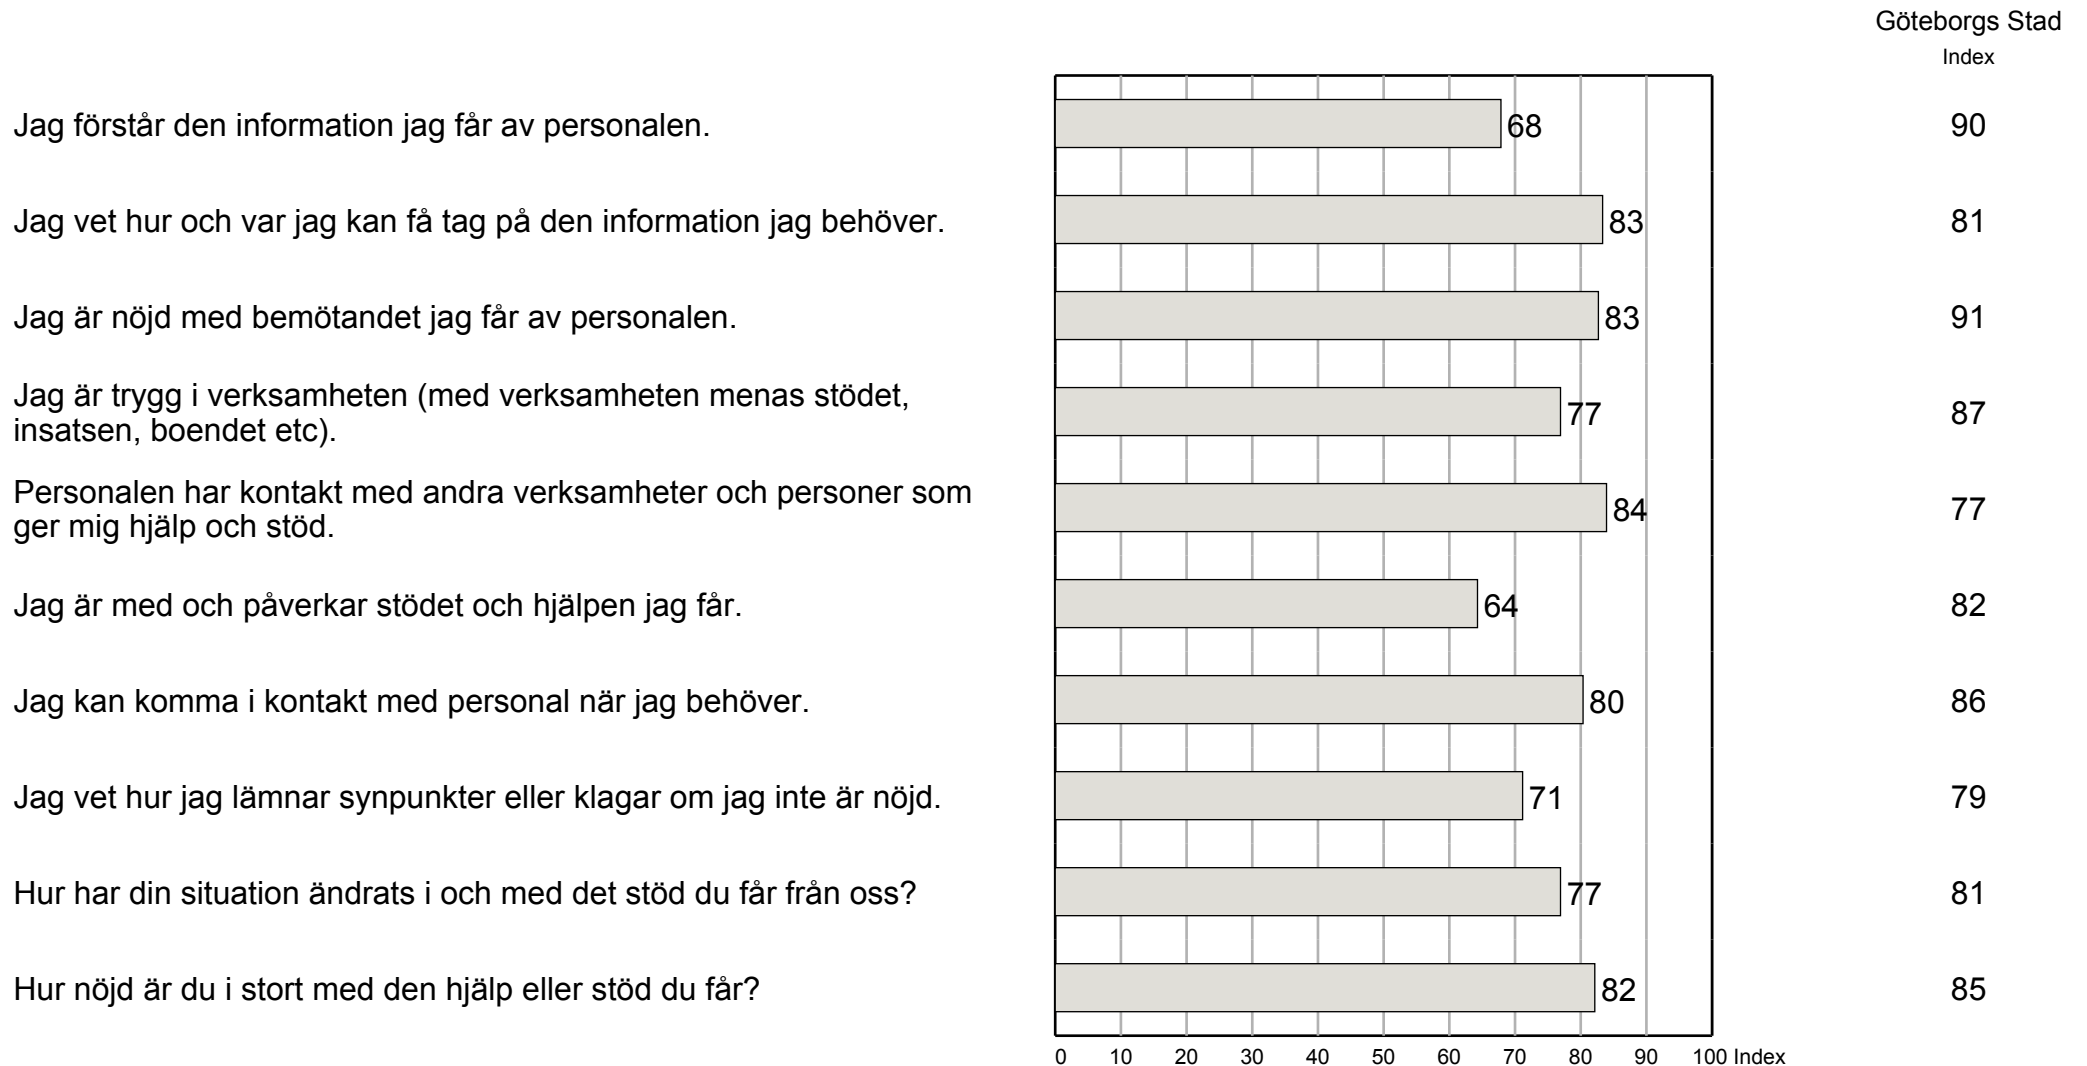 Göteborgs Stad
Index
Jag förstår den information jag får av personalen.
68
90
Jag vet hur och var jag kan få tag på den information jag behöver.
83
81
Jag är nöjd med bemötandet jag får av personalen.
83
91
Jag är trygg i verksamheten (med verksamheten menas stödet,
insatsen, boendet etc).
77
87
Personalen har kontakt med andra verksamheter och personer som
ger mig hjälp och stöd.
84
77
Jag är med och påverkar stödet och hjälpen jag får.
64
82
Jag kan komma i kontakt med personal när jag behöver.
80
86
Jag vet hur jag lämnar synpunkter eller klagar om jag inte är nöjd.
71
79
Hur har din situation ändrats i och med det stöd du får från oss?
77
81
Hur nöjd är du i stort med den hjälp eller stöd du får?
82
85
0 10 20 30 40 50 60 70 80 90 100 Index